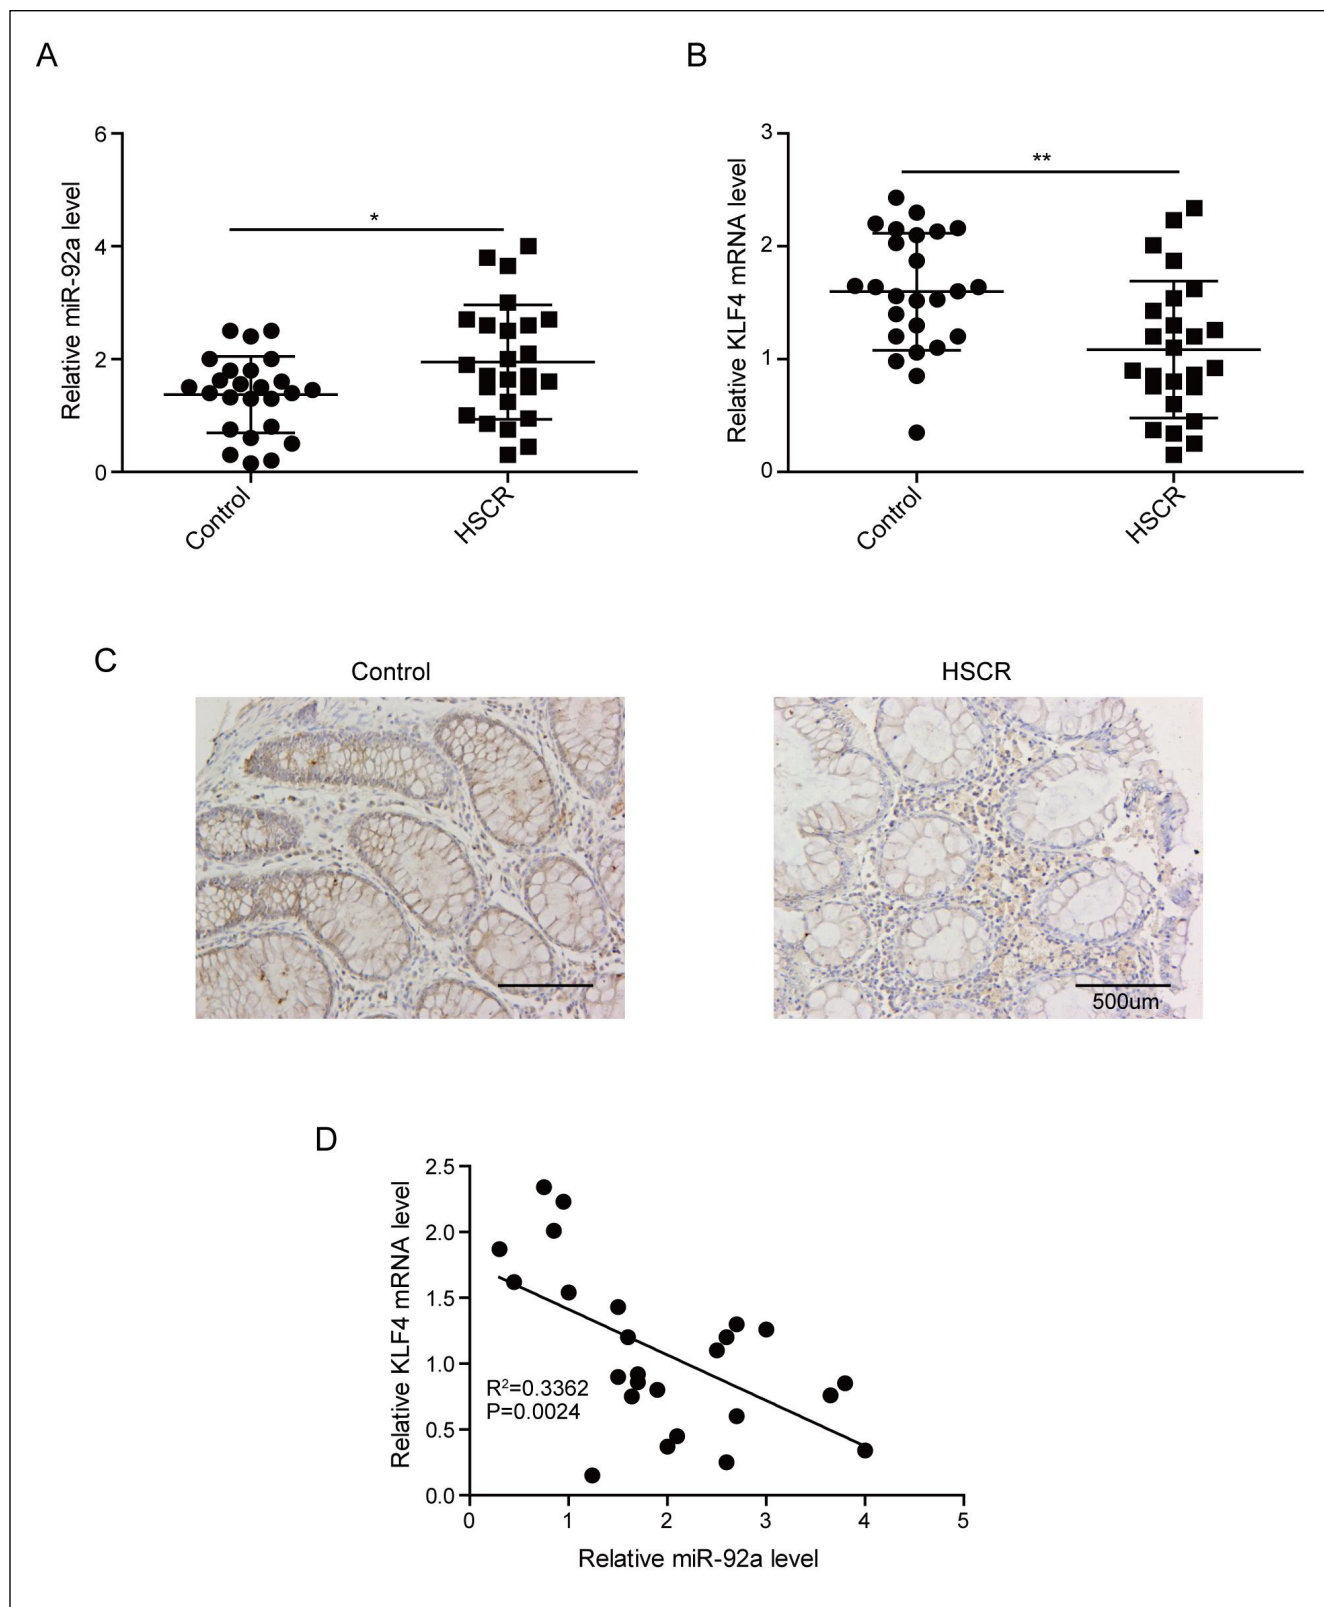 A
Relative miR-92a level
6
4
2
0
*
Control
HSCR
B
Relative KLF4 mRNA level
3
2
1
0
**
Control
HSCR
C
Control
HSCR
500um
D
Relative KLF4 mRNA level
2.5
2.0
1.5
1.0
0.5
0.0
R²=0.3362
P=0.0024
0 1 2 3 4 5
Relative miR-92a level